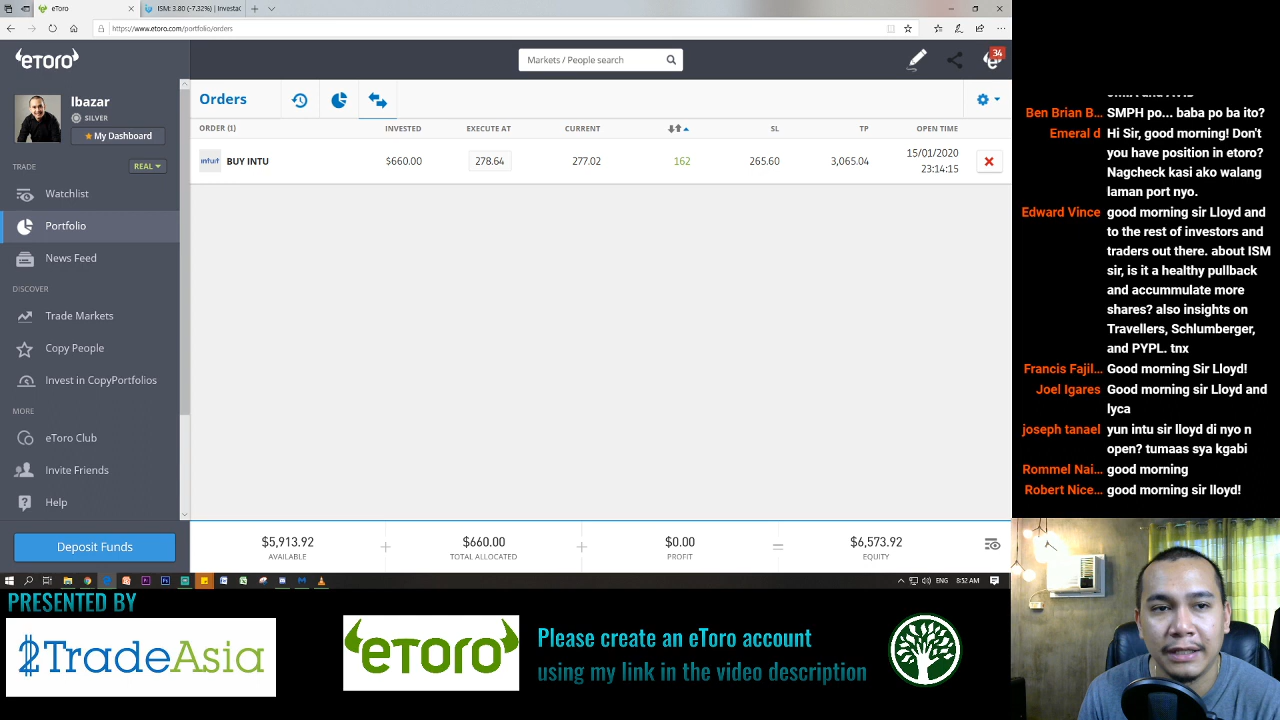 eToro
ISM: 3.80 (-7.32%) | Investa
https://www.etoro.com/portfolio/orders
eToro
Markets / People search
34
lbazar
SILVER
My Dashboard
TRADE
REAL
Watchlist
Portfolio
News Feed
DISCOVER
Trade Markets
Copy People
Invest in CopyPortfolios
MORE
eToro Club
Invite Friends
Help
Deposit Funds
Orders
ORDER (1) INVESTED EXECUTE AT CURRENT SL TP OPEN TIME
intuit BUY INTU $660.00 278.64 277.02 162 265.60 3,065.04 15/01/2020
23:14:15
$5,913.92 + $660.00 + $0.00 = $6,573.92
AVAILABLE TOTAL ALLOCATED PROFIT EQUITY
ENG 8:52 AM
Ben Brian B... SMPH po... baba po ba ito?
Emeral d Hi Sir, good morning! Don't
you have position in etoro?
Nagcheck kasi ako walang
laman port nyo.
Edward Vince good morning sir Lloyd and
to the rest of investors and
traders out there. about ISM
sir, is it a healthy pullback
and accummulate more
shares? also insights on
Travellers, Schlumberger,
and PYPL. tnx
Francis Fajil... Good morning Sir Lloyd!
Joel Igares Good morning sir Lloyd and
lyca
joseph tanael yun intu sir lloyd di nyo n
open? tumaas sya kgabi
Rommel Nai... good morning
Robert Nice... good morning sir lloyd!
PRESENTED BY
2TradeAsia
eToro
Please create an eToro account
using my link in the video description